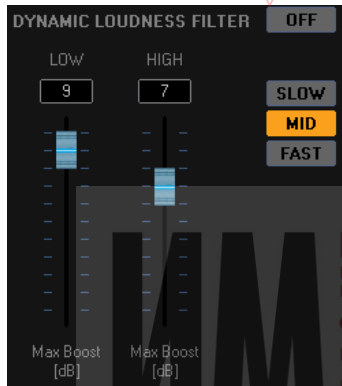 DYNAMIC LOUDNESS FILTER OFF
LOW HIGH
9 7
SLOW
MID
FAST
Max Boost Max Boost
[dB] [dB]